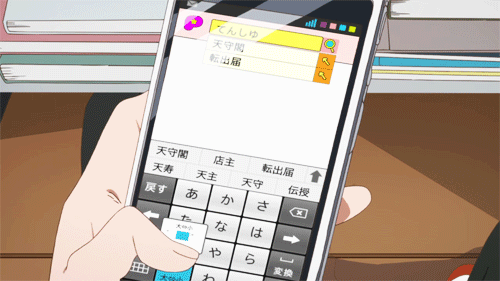 てんしゅ
天守閣
転出届
天守閣 店主 転出届
天寿 天主 天守 伝授
戻す あ か さ
た な は
や ら
大⇔小
わ
変換